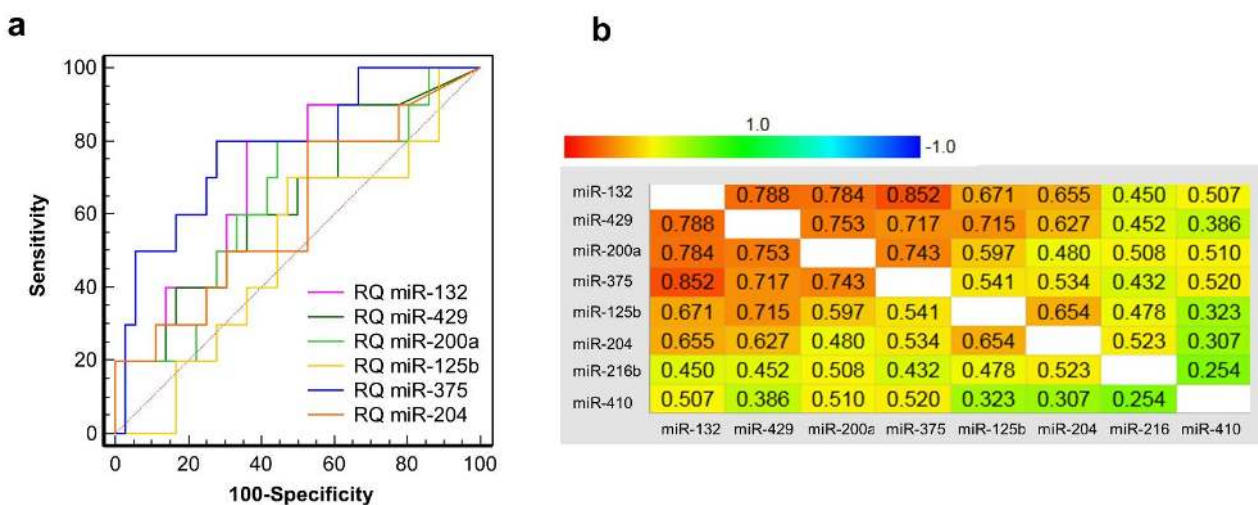 a
100
80
60
40
20
0
Sensitivity
0 20 40 60 80 100
100-Specificity
RQ miR-132
RQ miR-429
RQ miR-200a
RQ miR-125b
RQ miR-375
RQ miR-204
b
1.0
-1.0
miR-132 0.788 0.784 0.852 0.671 0.655 0.450 0.507
miR-429 0.788 0.753 0.717 0.715 0.627 0.452 0.386
miR-200a 0.784 0.753 0.743 0.597 0.480 0.508 0.510
miR-375 0.852 0.717 0.743 0.541 0.534 0.432 0.520
miR-125b 0.671 0.715 0.597 0.541 0.654 0.478 0.323
miR-204 0.655 0.627 0.480 0.534 0.654 0.523 0.307
miR-216b 0.450 0.452 0.508 0.432 0.478 0.523 0.254
miR-410 0.507 0.386 0.510 0.520 0.323 0.307 0.254
miR-132 miR-429 miR-200a miR-375 miR-125b miR-204 miR-216 miR-410